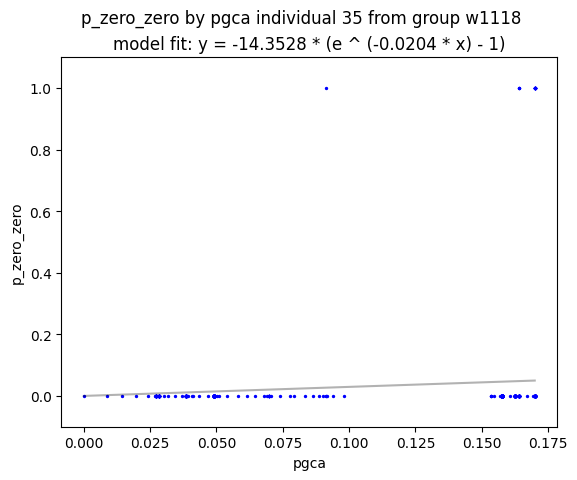 p_zero_zero by pgca individual 35 from group w1118
model fit: y = -14.3528 * (e ^ (-0.0204 * x) - 1)
p_zero_zero
1.0
0.8
0.6
0.4
0.2
0.0
0.000 0.025 0.050 0.075 0.100 0.125 0.150 0.175
pgca